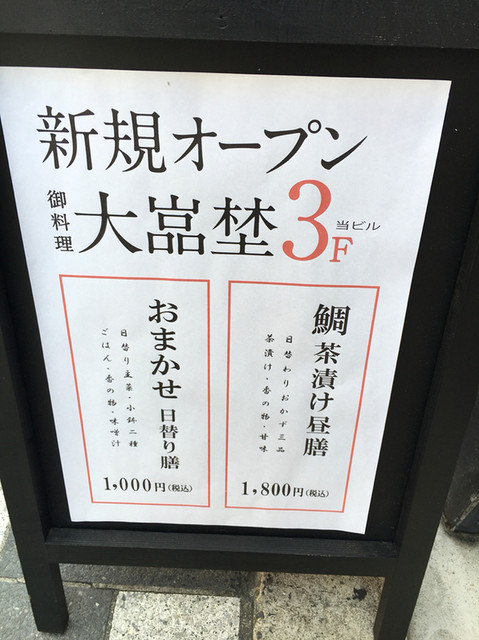 新規オープン
御料理
大嵓埜
3F
当ビル
鯛茶漬け昼膳
日替わりおかず三品
茶漬け・香の物・甘味
1,800円(税込)
おまかせ日替り膳
日替り主菜・小鉢二種
ごはん・香の物・味噌汁
1,000円(税込)